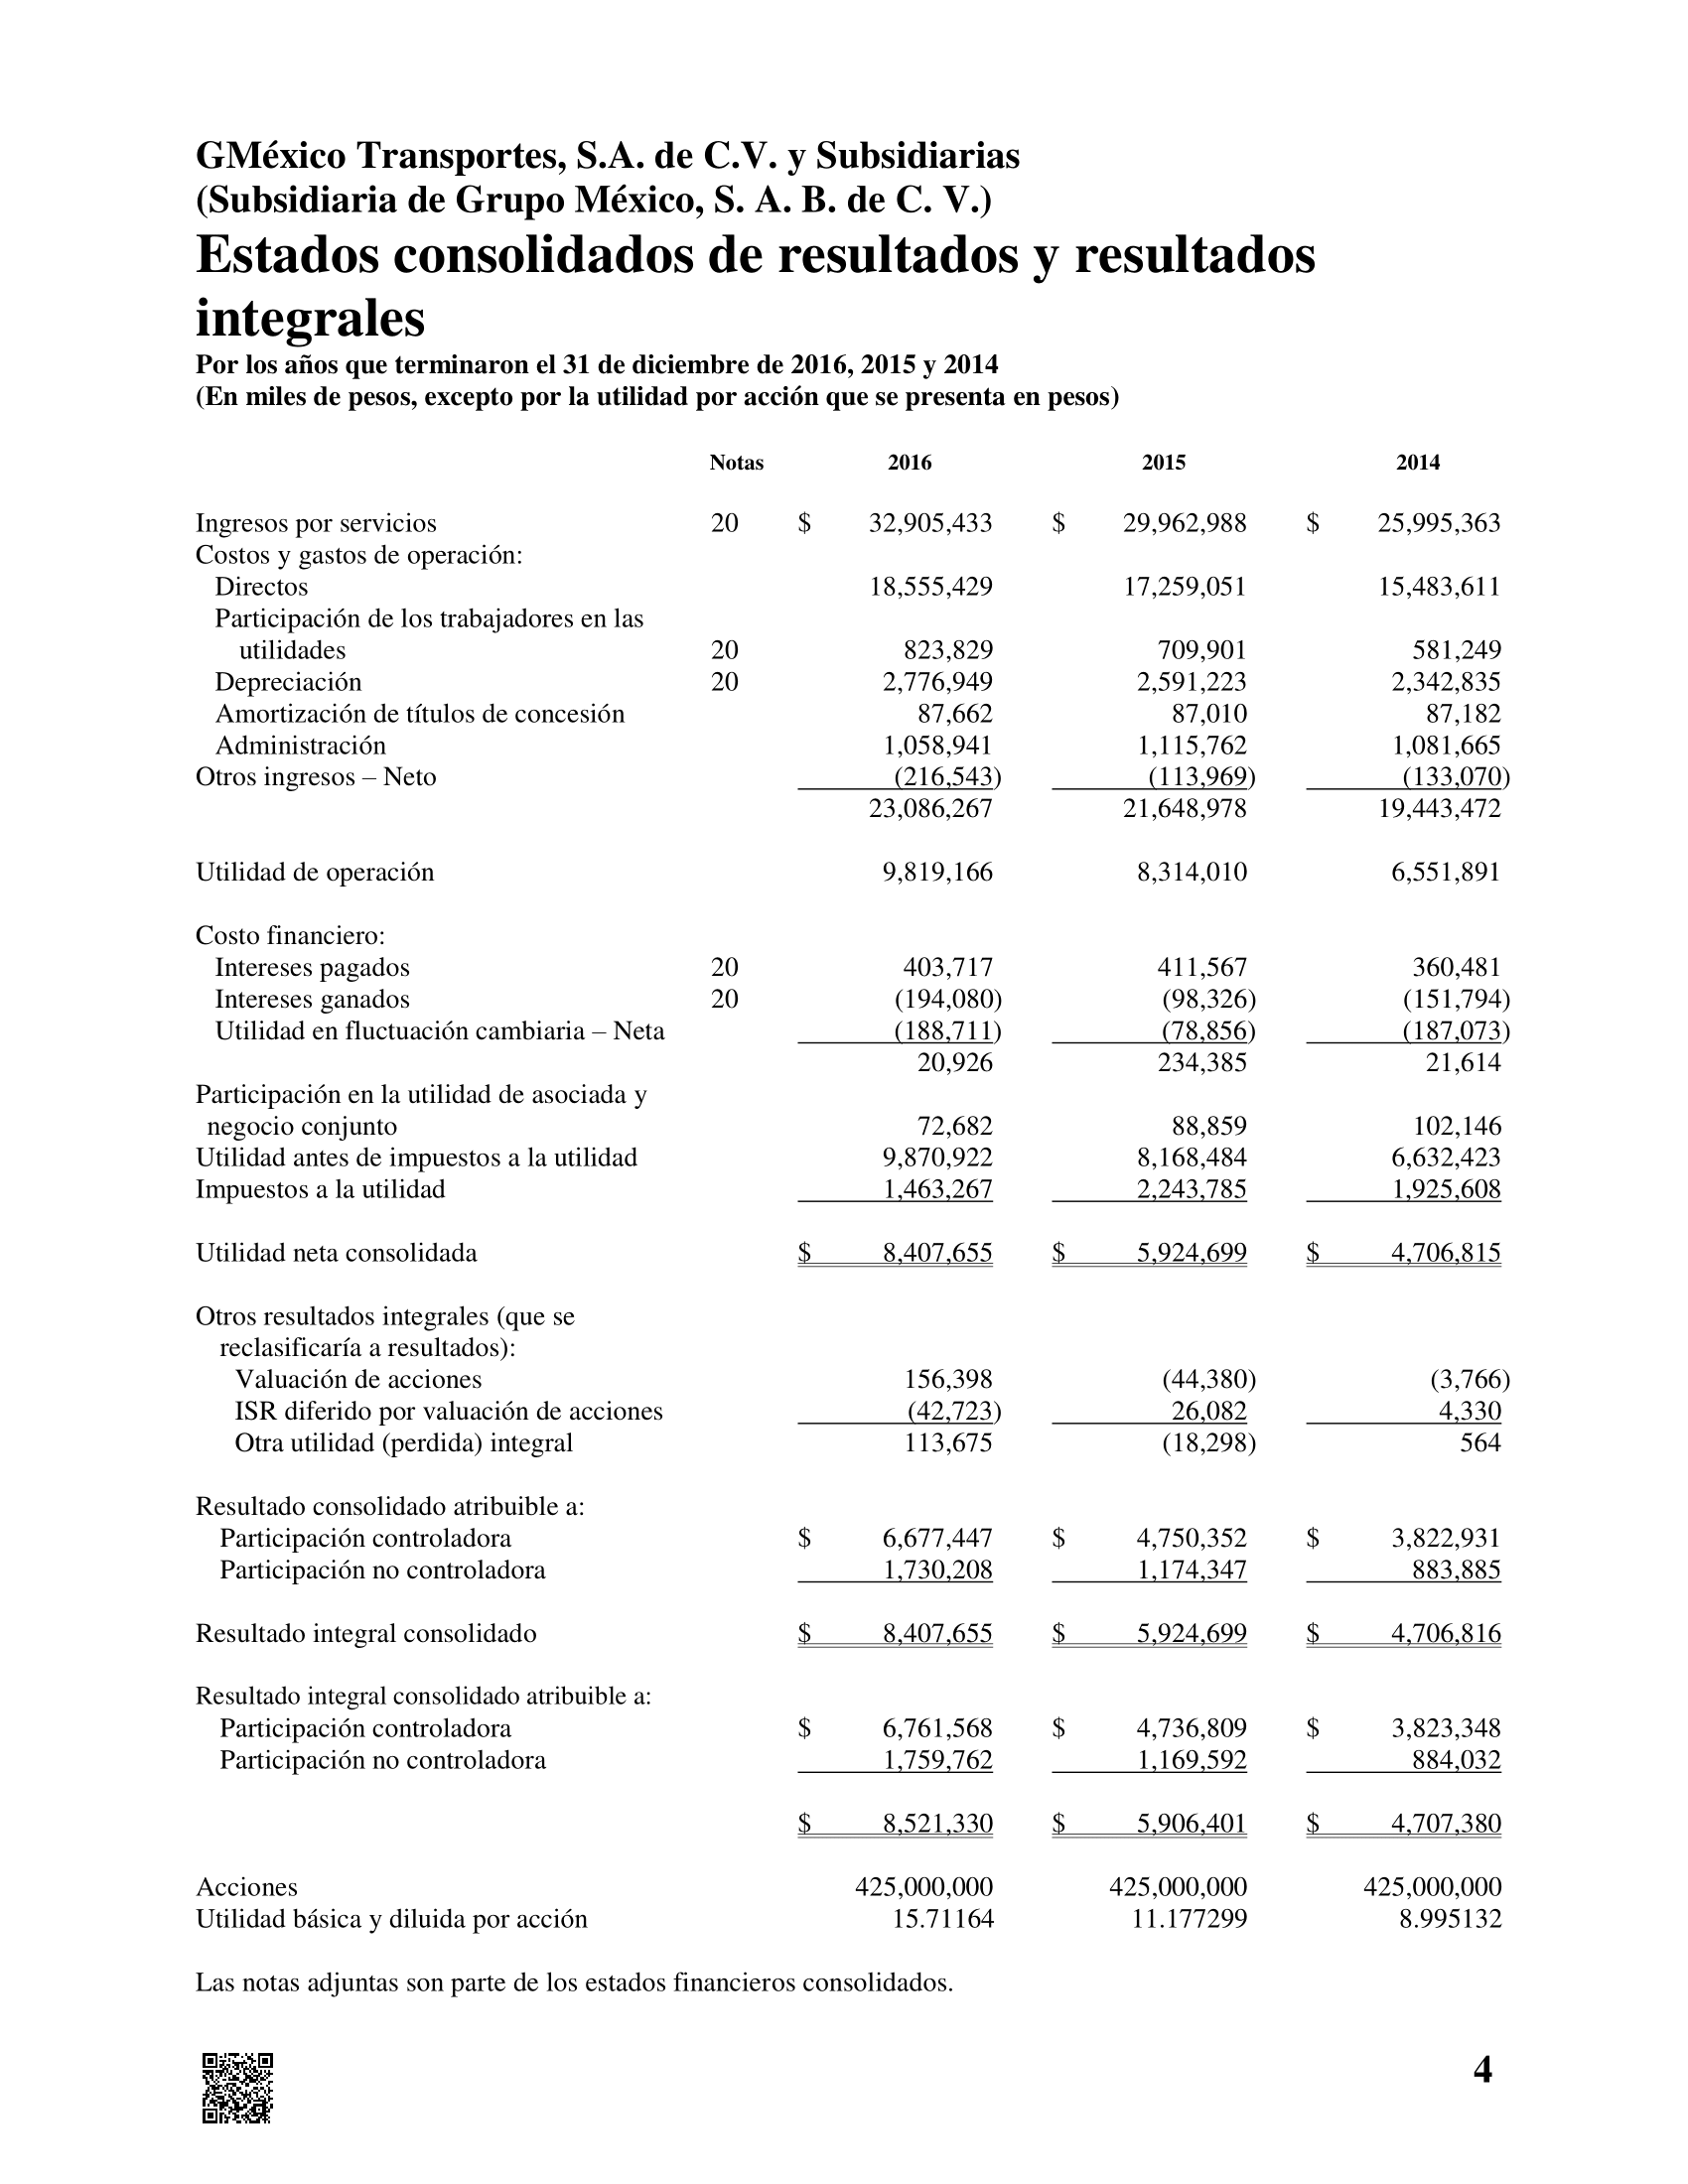 GMéxico Transportes, S.A. de C.V. y Subsidiarias
(Subsidiaria de Grupo México, S. A. B. de C. V.)
Estados consolidados de resultados y resultados
integrales
Por los años que terminaron el 31 de diciembre de 2016, 2015 y 2014
(En miles de pesos, excepto por la utilidad por acción que se presenta en pesos)
Notas 2016 2015 2014
Ingresos por servicios 20 $ 32,905,433 $ 29,962,988 $ 25,995,363
Costos y gastos de operación:
Directos 18,555,429 17,259,051 15,483,611
Participación de los trabajadores en las
utilidades 20 823,829 709,901 581,249
Depreciación 20 2,776,949 2,591,223 2,342,835
Amortización de títulos de concesión 87,662 87,010 87,182
Administración 1,058,941 1,115,762 1,081,665
Otros ingresos – Neto (216,543) (113,969) (133,070)
23,086,267 21,648,978 19,443,472
Utilidad de operación 9,819,166 8,314,010 6,551,891
Costo financiero:
Intereses pagados 20 403,717 411,567 360,481
Intereses ganados 20 (194,080) (98,326) (151,794)
Utilidad en fluctuación cambiaria – Neta (188,711) (78,856) (187,073)
20,926 234,385 21,614
Participación en la utilidad de asociada y
negocio conjunto 72,682 88,859 102,146
Utilidad antes de impuestos a la utilidad 9,870,922 8,168,484 6,632,423
Impuestos a la utilidad 1,463,267 2,243,785 1,925,608
Utilidad neta consolidada $ 8,407,655 $ 5,924,699 $ 4,706,815
Otros resultados integrales (que se
reclasificaría a resultados):
Valuación de acciones 156,398 (44,380) (3,766)
ISR diferido por valuación de acciones (42,723) 26,082 4,330
Otra utilidad (perdida) integral 113,675 (18,298) 564
Resultado consolidado atribuible a:
Participación controladora $ 6,677,447 $ 4,750,352 $ 3,822,931
Participación no controladora 1,730,208 1,174,347 883,885
Resultado integral consolidado $ 8,407,655 $ 5,924,699 $ 4,706,816
Resultado integral consolidado atribuible a:
Participación controladora $ 6,761,568 $ 4,736,809 $ 3,823,348
Participación no controladora 1,759,762 1,169,592 884,032
$ 8,521,330 $ 5,906,401 $ 4,707,380
Acciones 425,000,000 425,000,000 425,000,000
Utilidad básica y diluida por acción 15.71164 11.177299 8.995132
Las notas adjuntas son parte de los estados financieros consolidados.
4